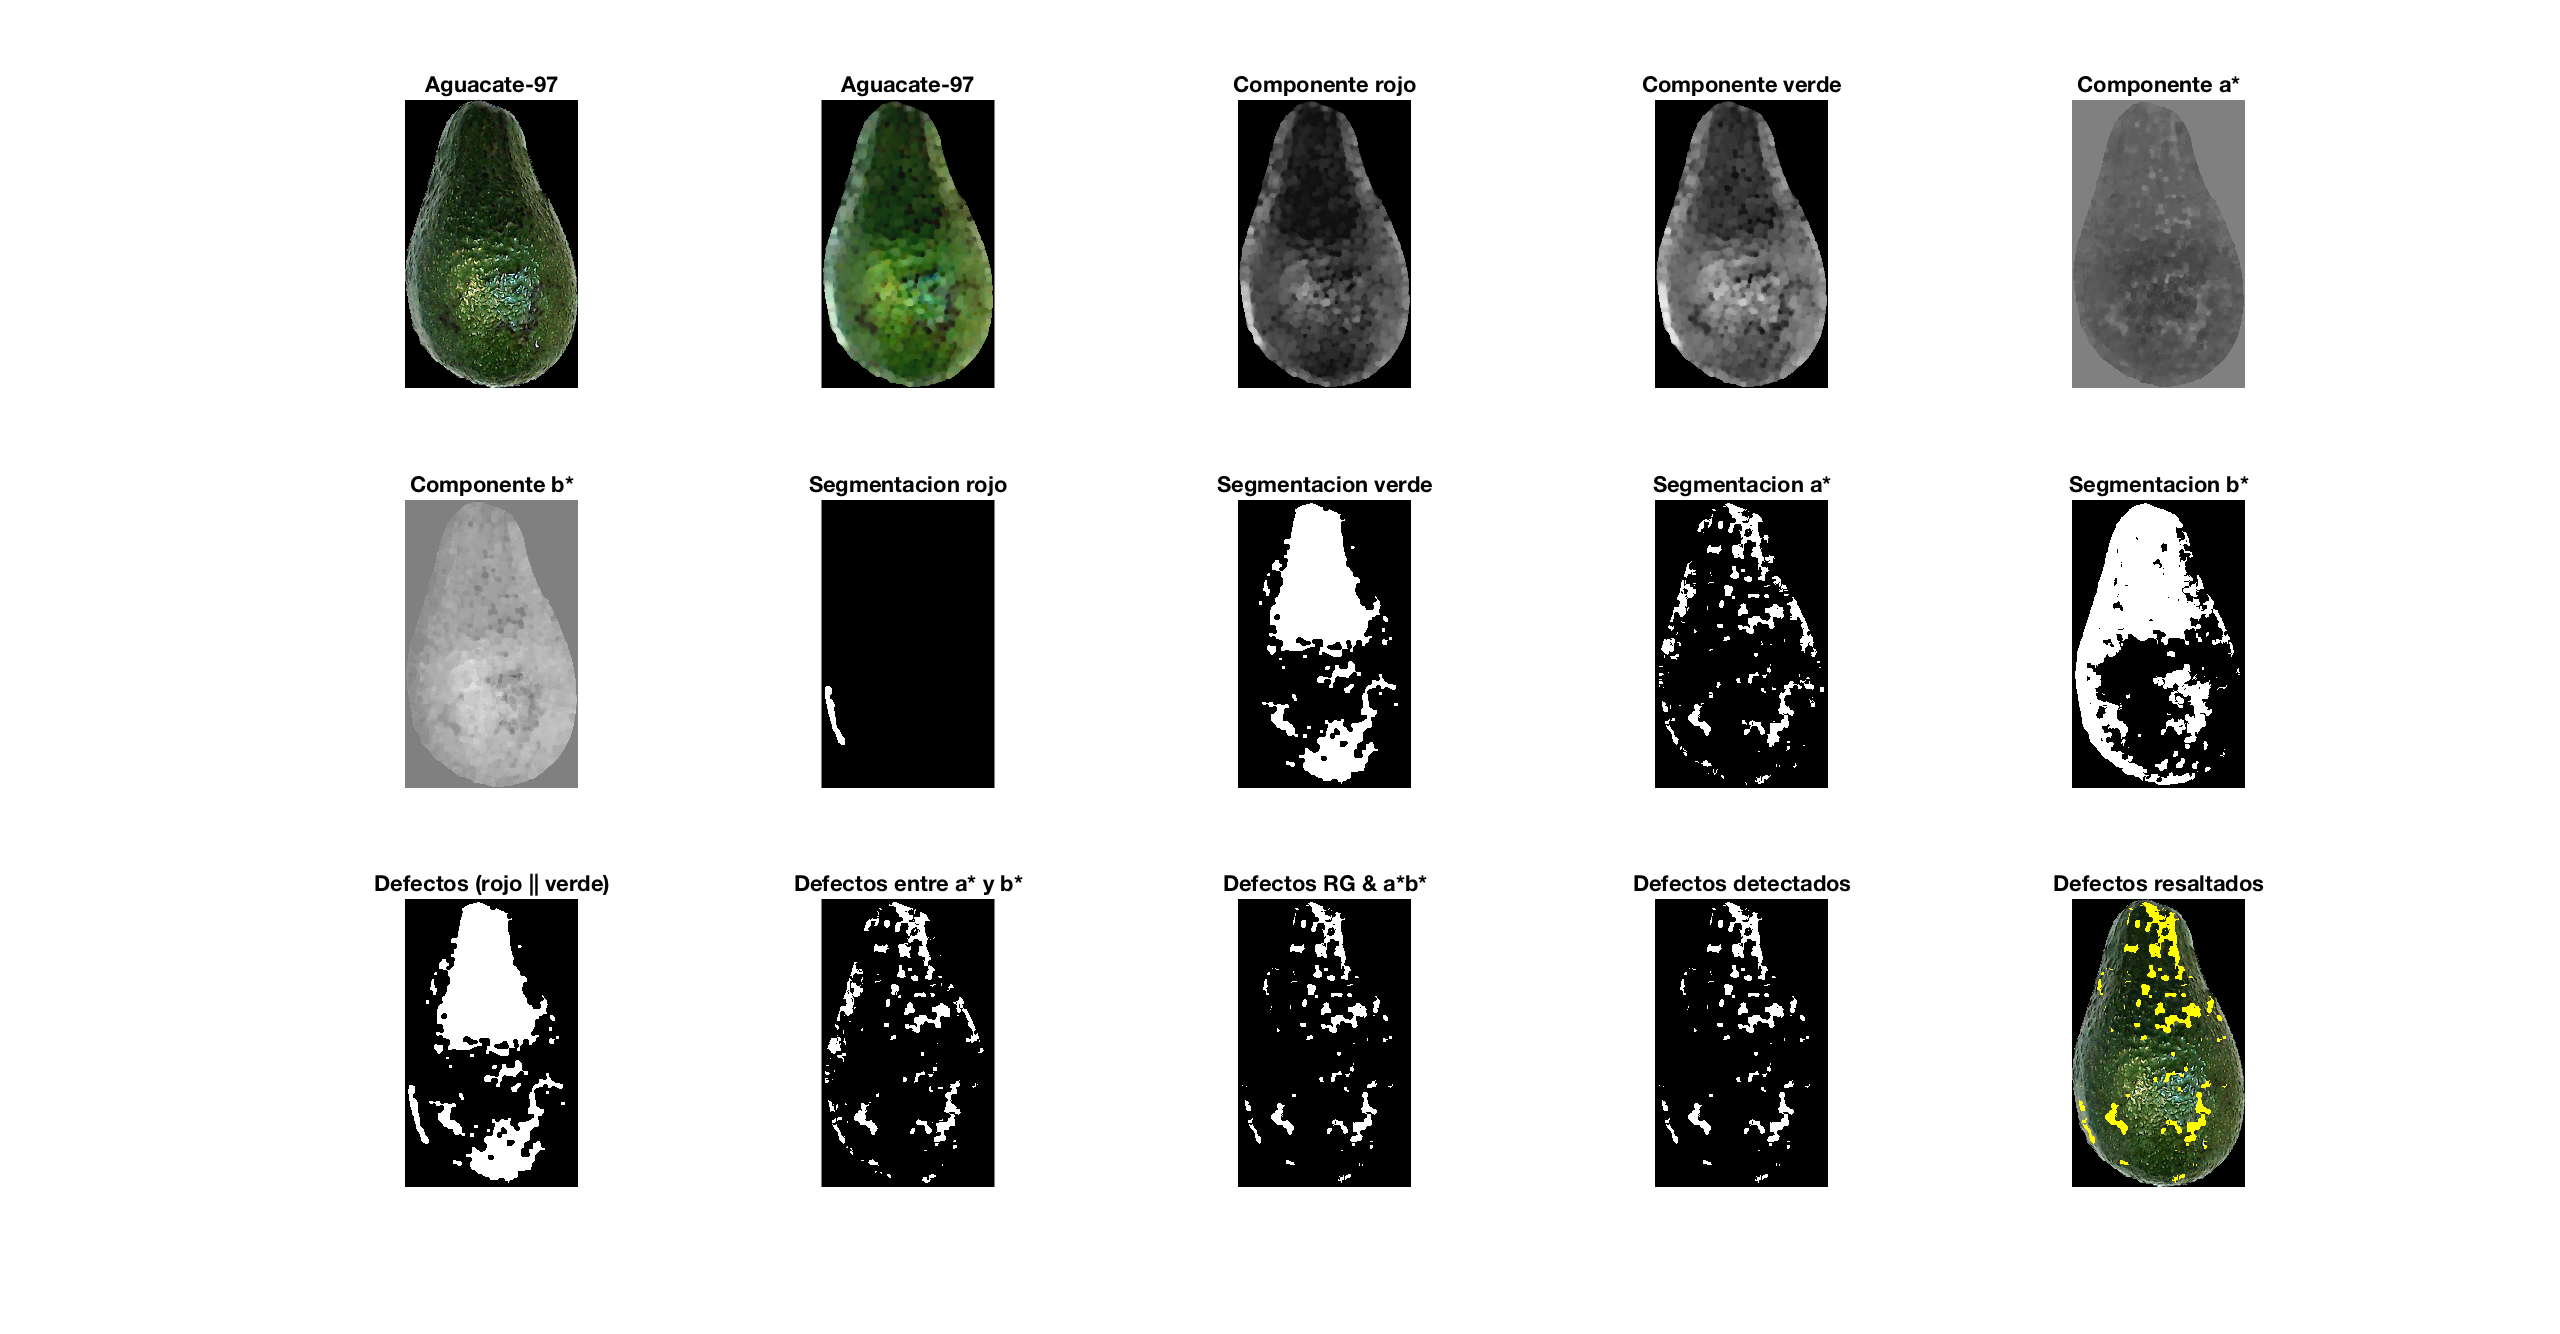 Aguacate-97
Aguacate-97
Componente rojo
Componente verde
Componente a*
Componente b*
Segmentacion rojo
Segmentacion verde
Segmentacion a*
Segmentacion b*
Defectos (rojo || verde)
Defectos entre a* y b*
Defectos RG & a*b*
Defectos detectados
Defectos resaltados